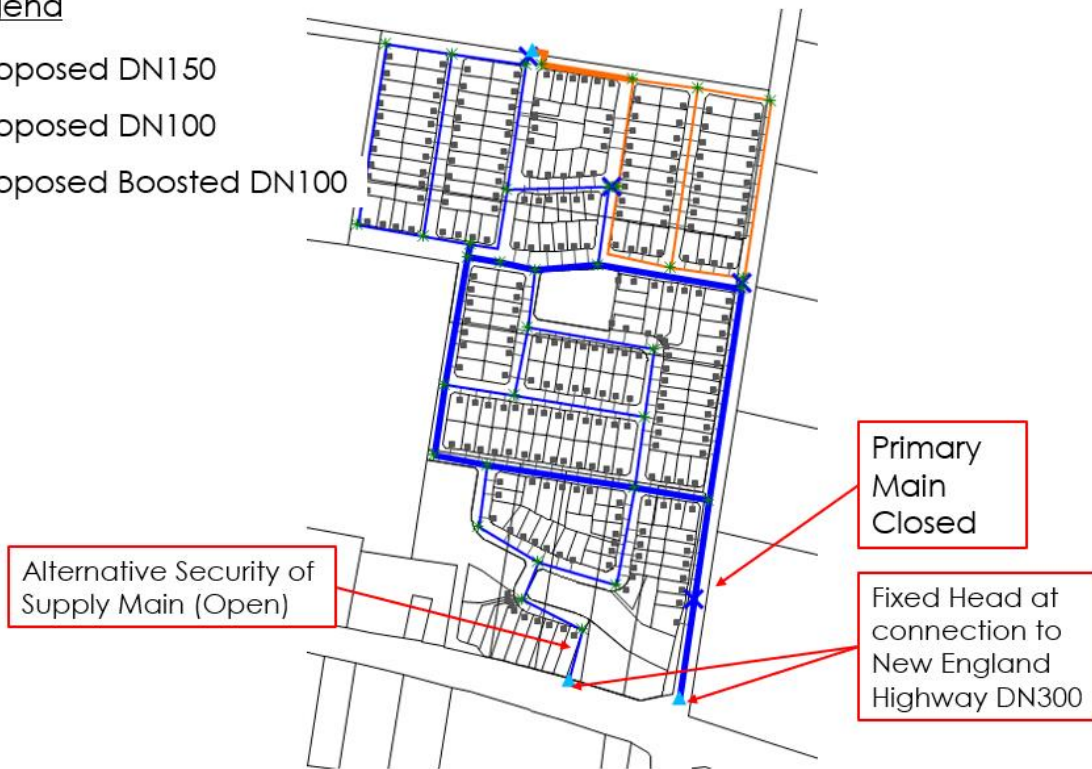 gend
oposed DN150
oposed DN100
oposed Boosted DN100
Primary
Main
Closed
Alternative Security of
Supply Main (Open)
Fixed Head at
connection to
New England
Highway DN300